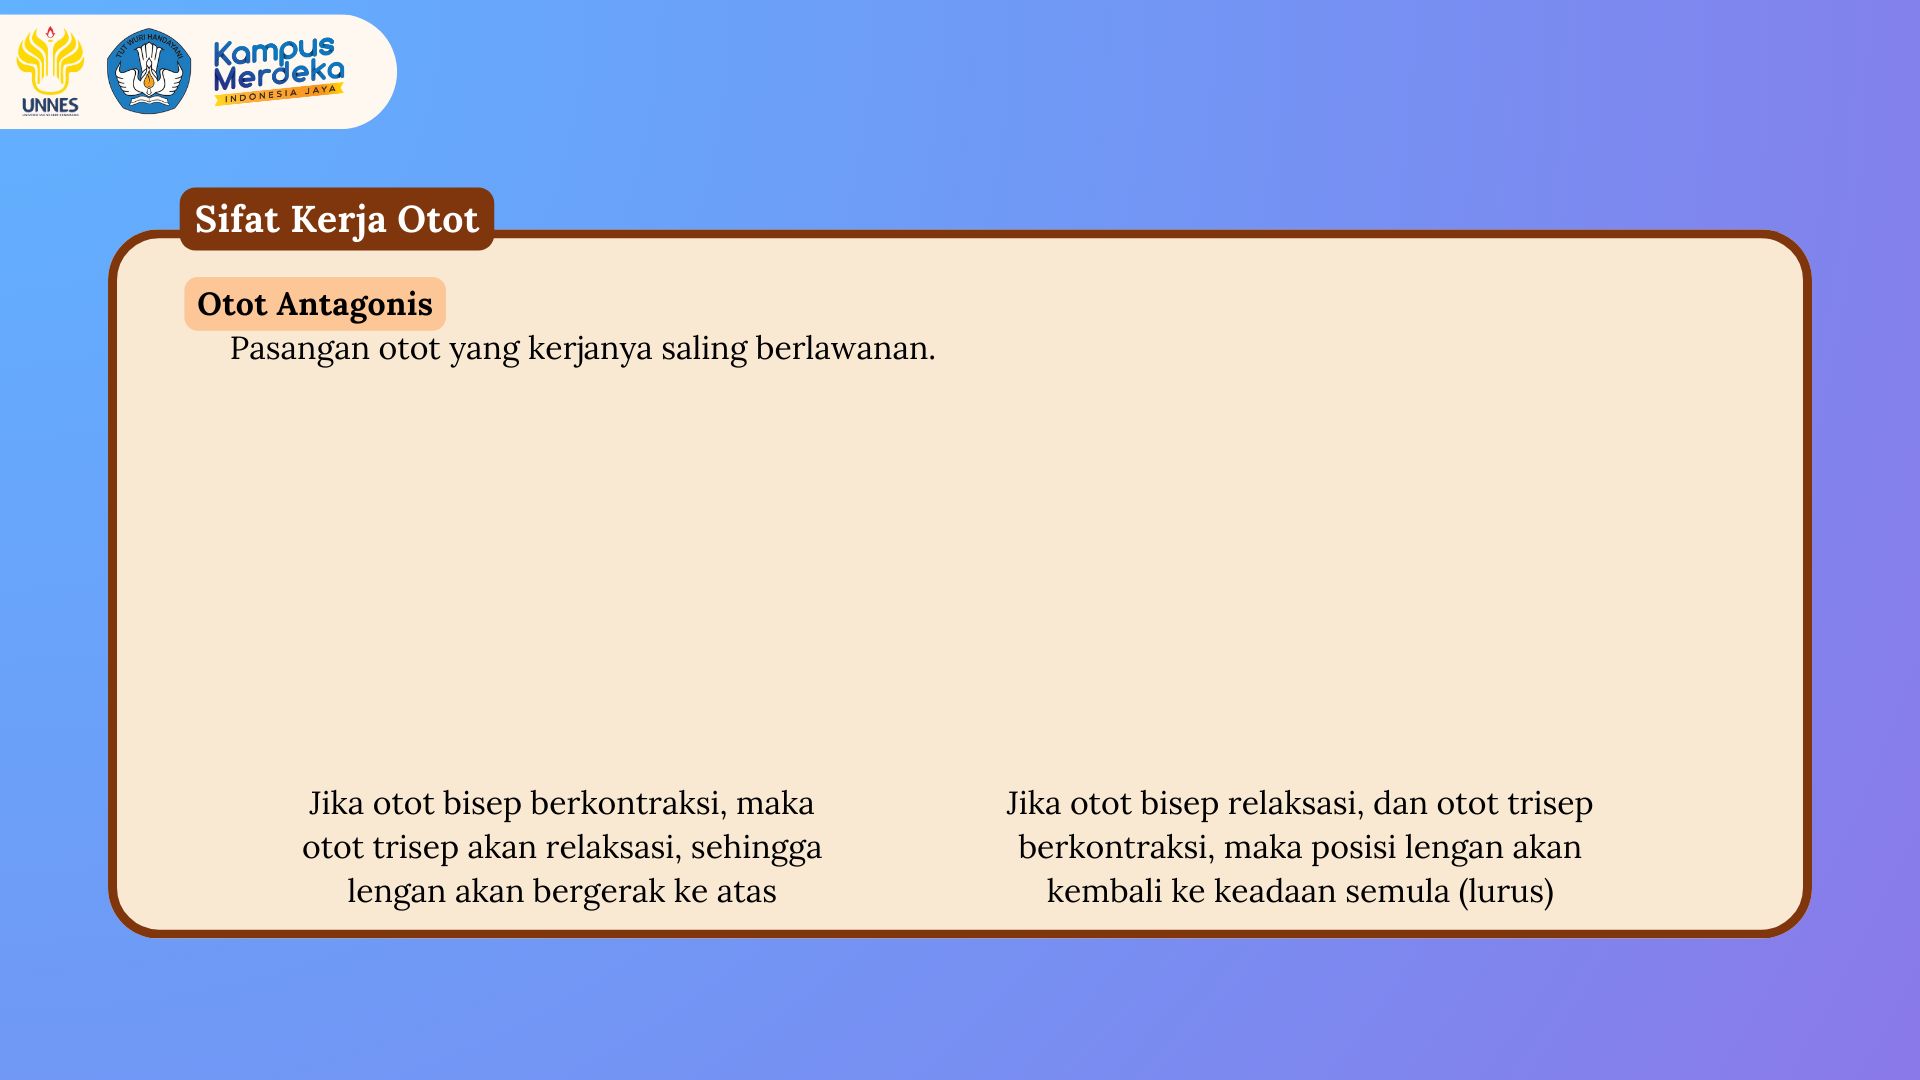 UNNES
TUT WURI HANDAYANI
Kampus
Merdeka
INDONESIA JAYA
Sifat Kerja Otot
Otot Antagonis
Pasangan otot yang kerjanya saling berlawanan.
Jika otot bisep berkontraksi, maka
otot trisep akan relaksasi, sehingga
lengan akan bergerak ke atas
Jika otot bisep relaksasi, dan otot trisep
berkontraksi, maka posisi lengan akan
kembali ke keadaan semula (lurus)